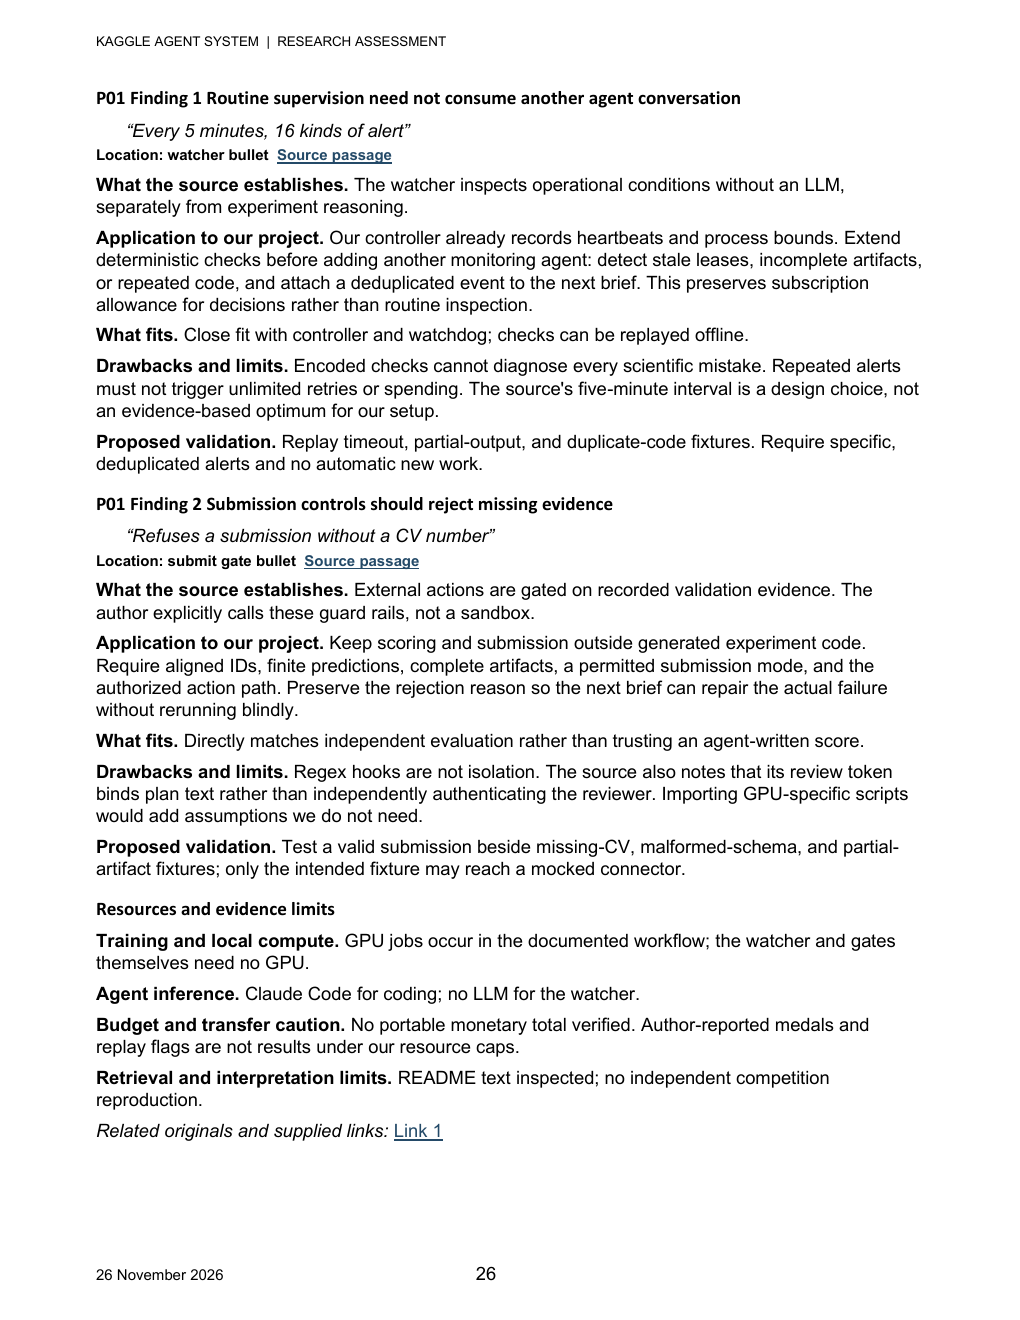 KAGGLE AGENT SYSTEM | RESEARCH ASSESSMENT
P01 Finding 1 Routine supervision need not consume another agent conversation
“Every 5 minutes, 16 kinds of alert”
Location: watcher bullet Source passage
What the source establishes. The watcher inspects operational conditions without an LLM,
separately from experiment reasoning.
Application to our project. Our controller already records heartbeats and process bounds. Extend
deterministic checks before adding another monitoring agent: detect stale leases, incomplete artifacts,
or repeated code, and attach a deduplicated event to the next brief. This preserves subscription
allowance for decisions rather than routine inspection.
What fits. Close fit with controller and watchdog; checks can be replayed offline.
Drawbacks and limits. Encoded checks cannot diagnose every scientific mistake. Repeated alerts
must not trigger unlimited retries or spending. The source's five-minute interval is a design choice, not
an evidence-based optimum for our setup.
Proposed validation. Replay timeout, partial-output, and duplicate-code fixtures. Require specific,
deduplicated alerts and no automatic new work.
P01 Finding 2 Submission controls should reject missing evidence
“Refuses a submission without a CV number”
Location: submit gate bullet Source passage
What the source establishes. External actions are gated on recorded validation evidence. The
author explicitly calls these guard rails, not a sandbox.
Application to our project. Keep scoring and submission outside generated experiment code.
Require aligned IDs, finite predictions, complete artifacts, a permitted submission mode, and the
authorized action path. Preserve the rejection reason so the next brief can repair the actual failure
without rerunning blindly.
What fits. Directly matches independent evaluation rather than trusting an agent-written score.
Drawbacks and limits. Regex hooks are not isolation. The source also notes that its review token
binds plan text rather than independently authenticating the reviewer. Importing GPU-specific scripts
would add assumptions we do not need.
Proposed validation. Test a valid submission beside missing-CV, malformed-schema, and partial-
artifact fixtures; only the intended fixture may reach a mocked connector.
Resources and evidence limits
Training and local compute. GPU jobs occur in the documented workflow; the watcher and gates
themselves need no GPU.
Agent inference. Claude Code for coding; no LLM for the watcher.
Budget and transfer caution. No portable monetary total verified. Author-reported medals and
replay flags are not results under our resource caps.
Retrieval and interpretation limits. README text inspected; no independent competition
reproduction.
Related originals and supplied links: Link 1
26 November 2026
26